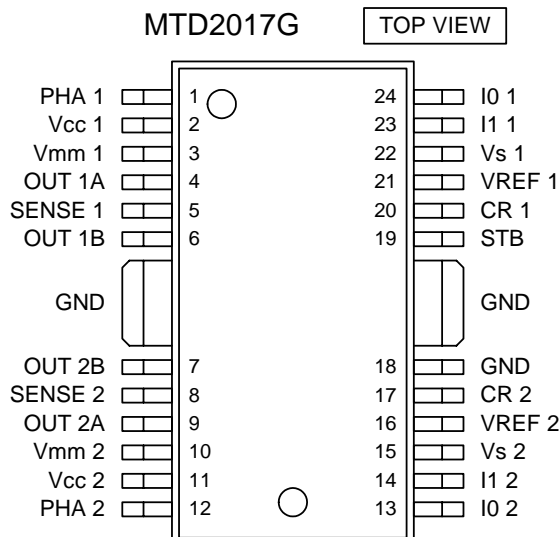 MTD2017G TOP VIEW
PHA 1 1 24 I0 1
Vcc 1 2 23 I1 1
Vmm 1 3 22 Vs 1
OUT 1A 4 21 VREF 1
SENSE 1 5 20 CR 1
OUT 1B 6 19 STB
GND GND
OUT 2B 7 18 GND
SENSE 2 8 17 CR 2
OUT 2A 9 16 VREF 2
Vmm 2 10 15 Vs 2
Vcc 2 11 14 I1 2
PHA 2 12 13 I0 2